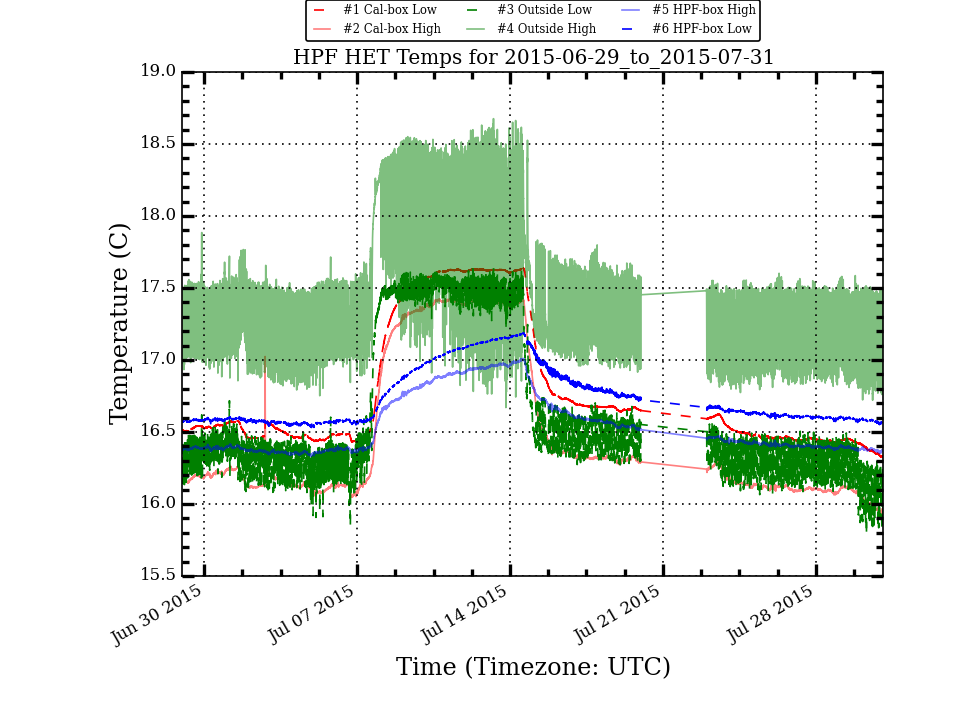 #1 Cal-box Low #3 Outside Low #5 HPF-box High
#2 Cal-box High #4 Outside High #6 HPF-box Low
HPF HET Temps for 2015-06-29_to_2015-07-31
19.0
18.5
18.0
17.5
17.0
16.5
16.0
15.5
Temperature (C)
Jun 30 2015 Jul 07 2015 Jul 14 2015 Jul 21 2015 Jul 28 2015
Time (Timezone: UTC)